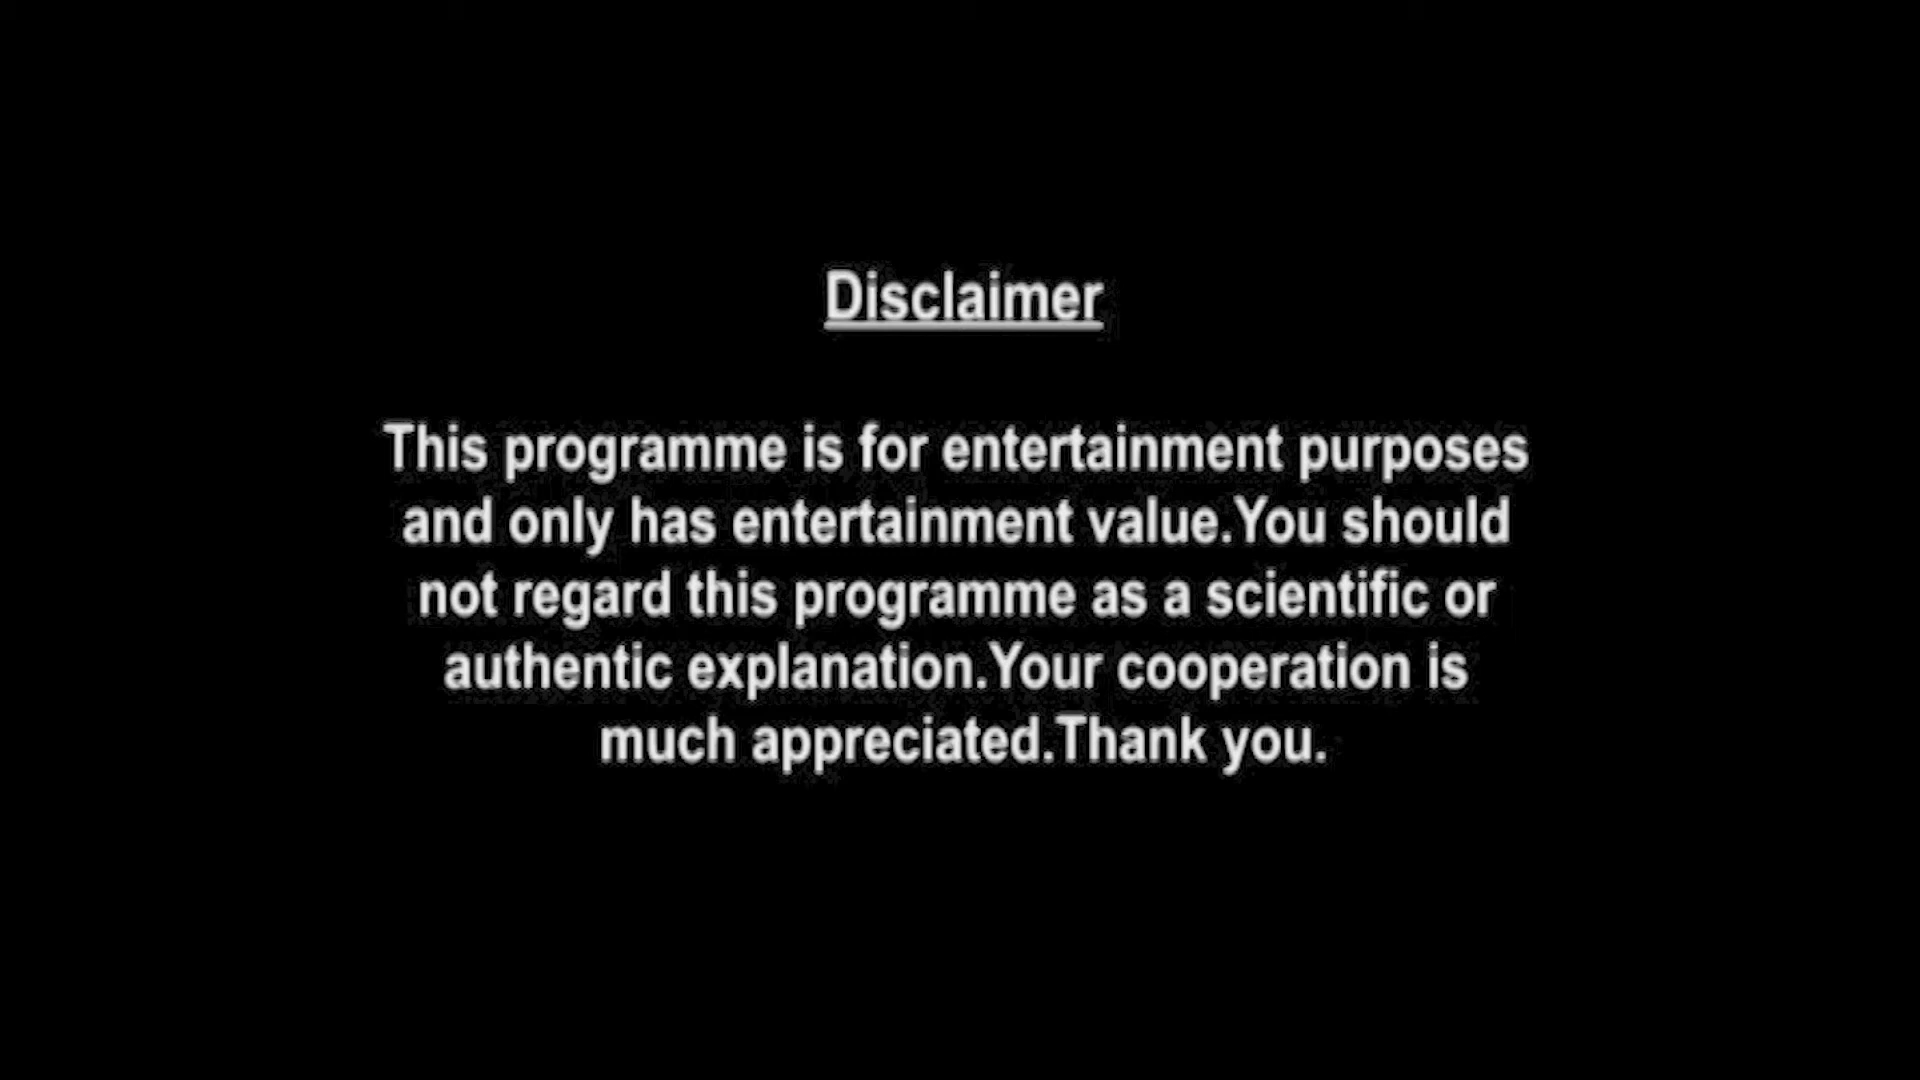 Disclaimer
This programme is for entertainment purposes
and only has entertainment value.You should
not regard this programme as a scientific or
authentic explanation.Your cooperation is
much appreciated.Thank you.